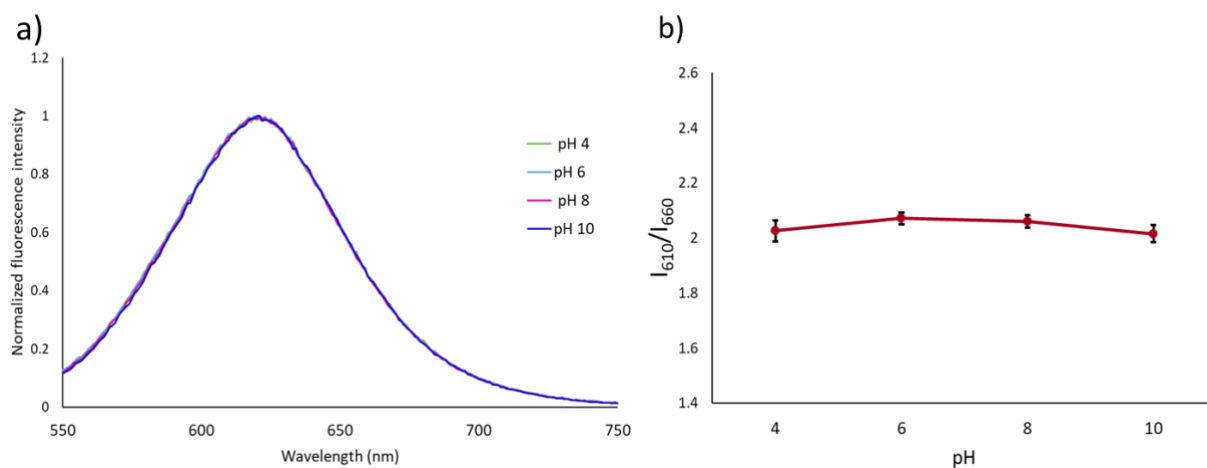 a)
1.2
1
0.8
0.6
0.4
0.2
0
550
600
650
700
750
Normalized fluorescence intensity
Wavelength (nm)
pH 4
pH 6
pH 8
pH 10
b)
2.6
2.4
2.2
2
1.8
1.6
1.4
4
6
8
10
I610/I660
pH